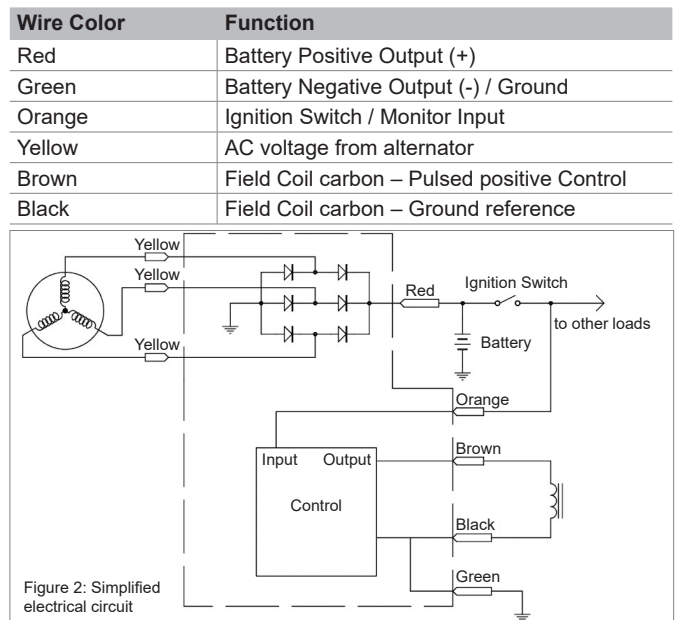 Wire Color Function
Red Battery Positive Output (+)
Green Battery Negative Output (-) / Ground
Orange Ignition Switch / Monitor Input
Yellow AC voltage from alternator
Brown Field Coil carbon – Pulsed positive Control
Black Field Coil carbon – Ground reference
Yellow
Yellow
Yellow
Red
Ignition Switch
to other loads
Battery
Orange
Brown
Input Output
Control
Black
Green
Figure 2: Simplified
electrical circuit